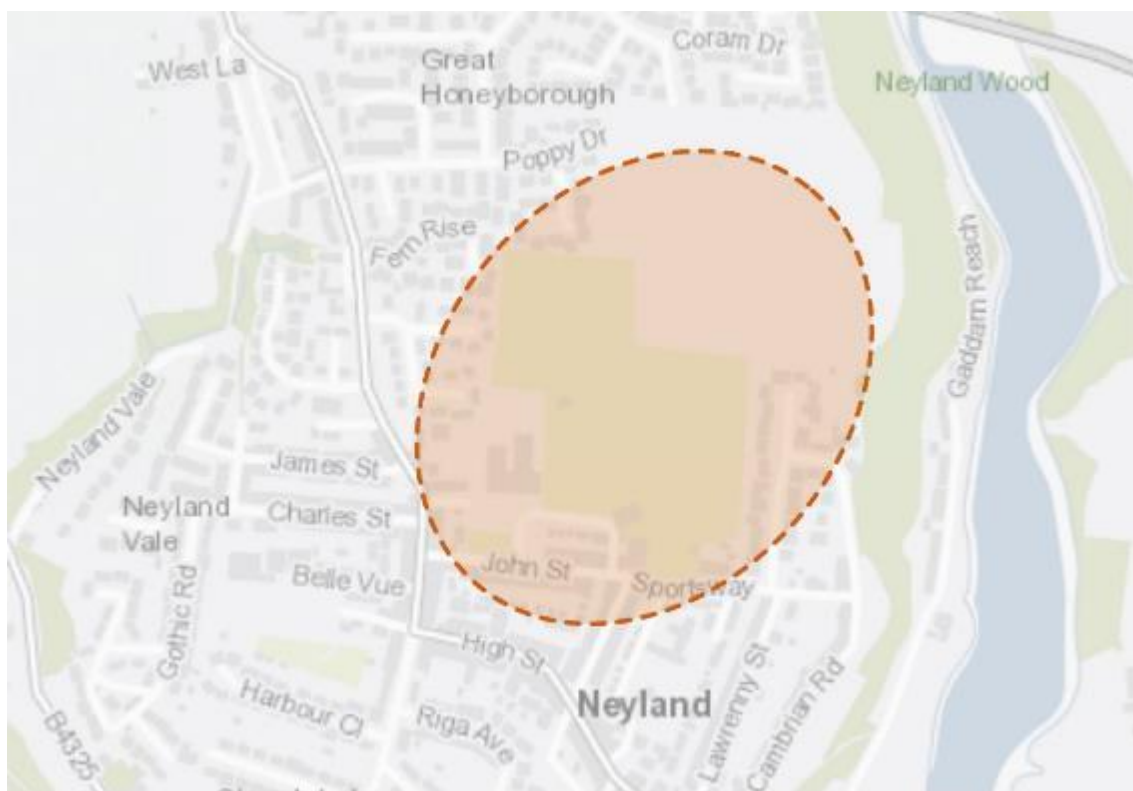 Coram Dr
West La
Great
Honeyborough
Neyland Wood
Poppy Dr
Fern Rise
Gaddarn Reach
Neyland Vale
James St
Neyland
Vale
Charles St
John St
Belle Vue
Sportsway
Gothic Rd
High St
Harbour Cl
Neyland
Riga Ave
Lawrenny St
Cambrian Rd
B4325